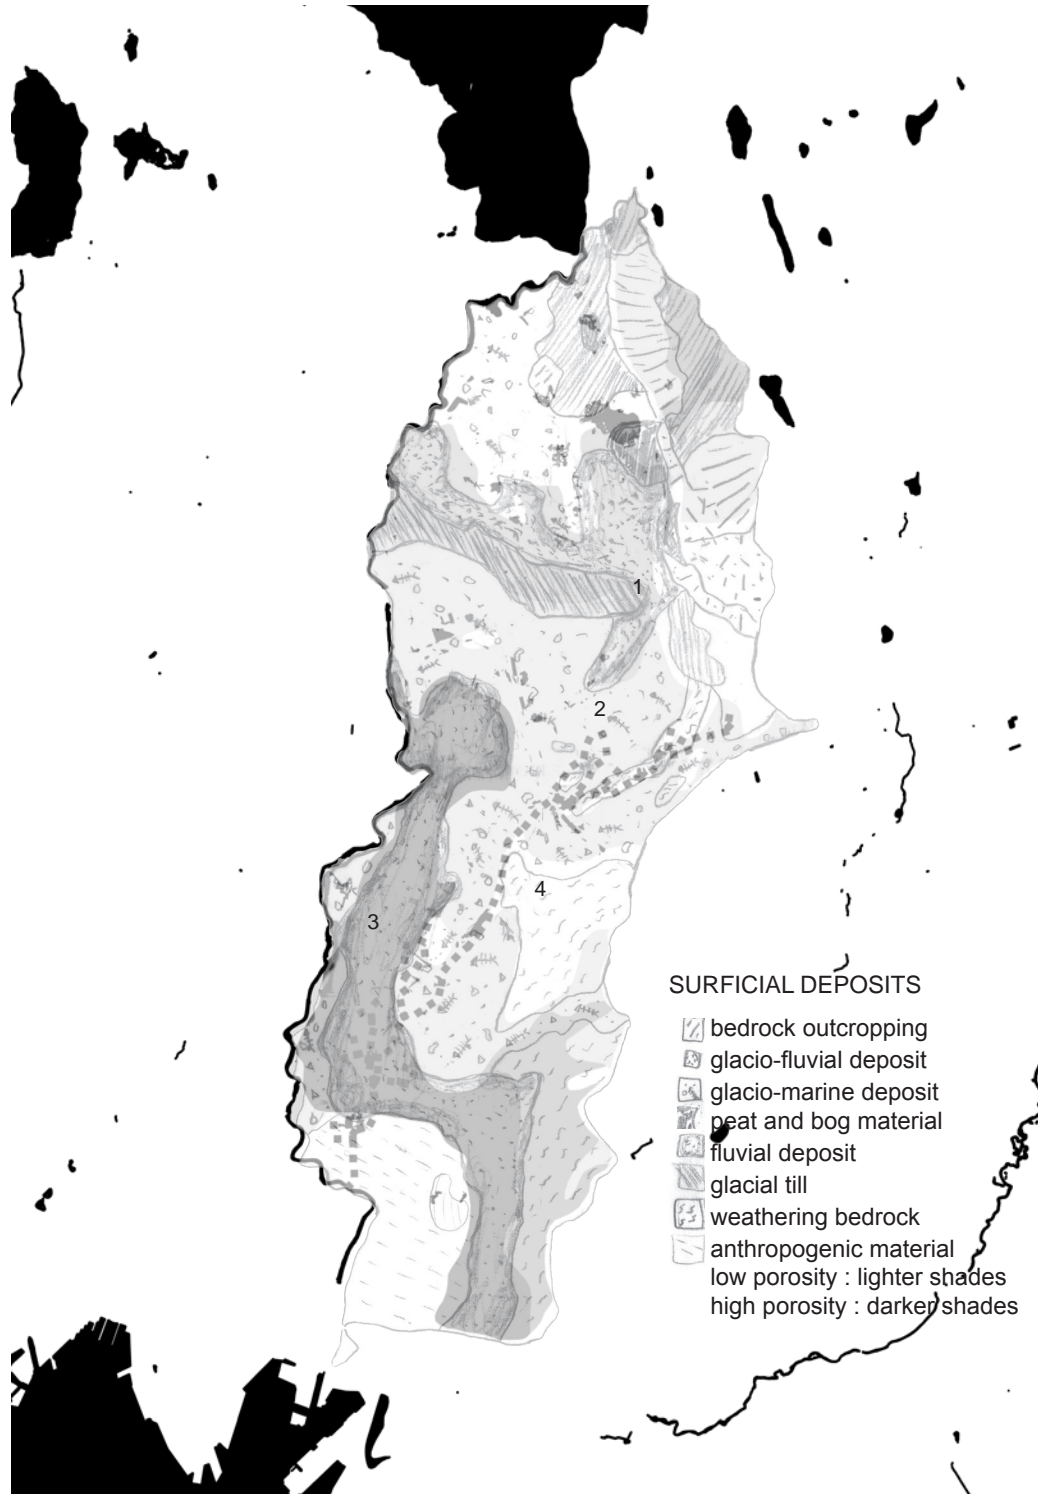 1
2
4
3
SURFICIAL DEPOSITS
bedrock outcropping
glacio-fluvial deposit
glacio-marine deposit
peat and bog material
fluvial deposit
glacial till
weathering bedrock
anthropogenic material
low porosity : lighter shades
high porosity : darker shades